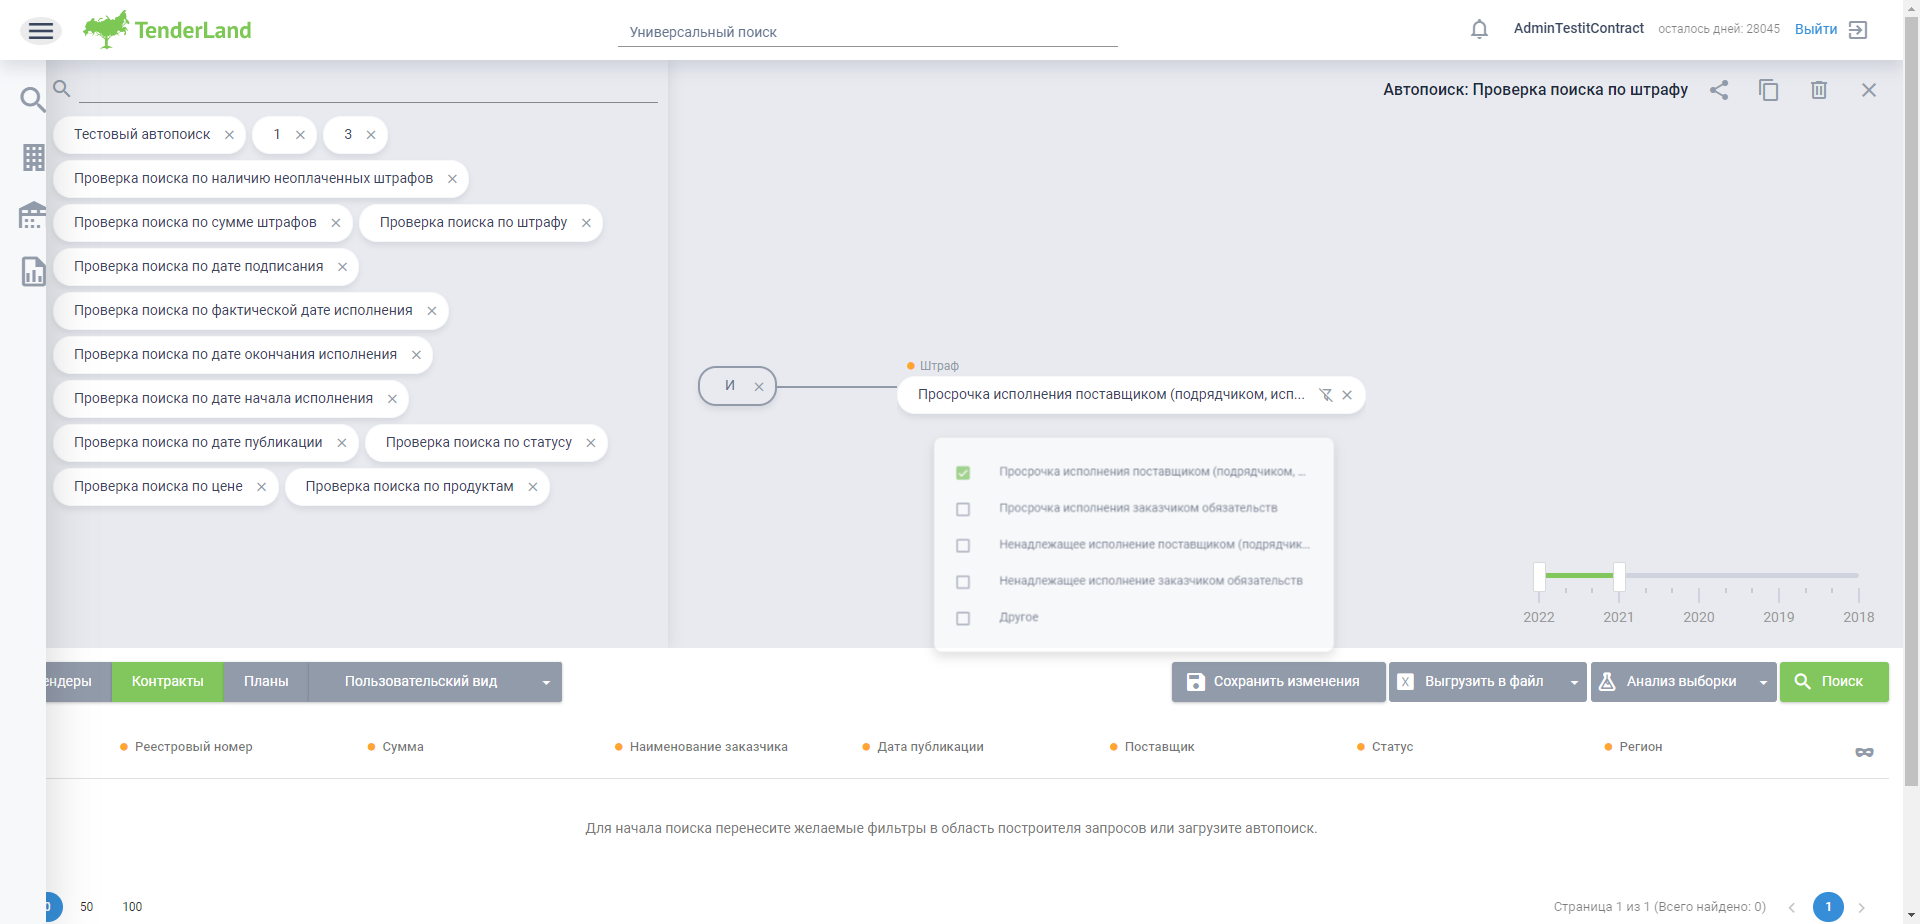 TenderLand
Универсальный поиск
AdminTestitContract
осталось дней: 28045
Выйти
Автопоиск: Проверка поиска по штрафу
Тестовый автопоиск
1
3
Проверка поиска по наличию неоплаченных штрафов
Проверка поиска по сумме штрафов
Проверка поиска по штрафу
Проверка поиска по дате подписания
Проверка поиска по фактической дате исполнения
Проверка поиска по дате окончания исполнения
Проверка поиска по дате начала исполнения
Проверка поиска по дате публикации
Проверка поиска по статусу
Проверка поиска по цене
Проверка поиска по продуктам
И
Штраф
Просрочка исполнения поставщиком (подрядчиком, исп...
Просрочка исполнения поставщиком (подрядчиком, ...
Просрочка исполнения заказчиком обязательств
Ненадлежащее исполнение поставщиком (подрядчик...
Ненадлежащее исполнение заказчиком обязательств
Другое
2022
2021
2020
2019
2018
ендеры
Контракты
Планы
Пользовательский вид
Сохранить изменения
X
Выгрузить в файл
Анализ выборки
Поиск
Реестровый номер
Сумма
Наименование заказчика
Дата публикации
Поставщик
Статус
Регион
Для начала поиска перенесите желаемые фильтры в область построителя запросов или загрузите автопоиск.
50
100
Страница 1 из 1 (Всего найдено: 0)
1